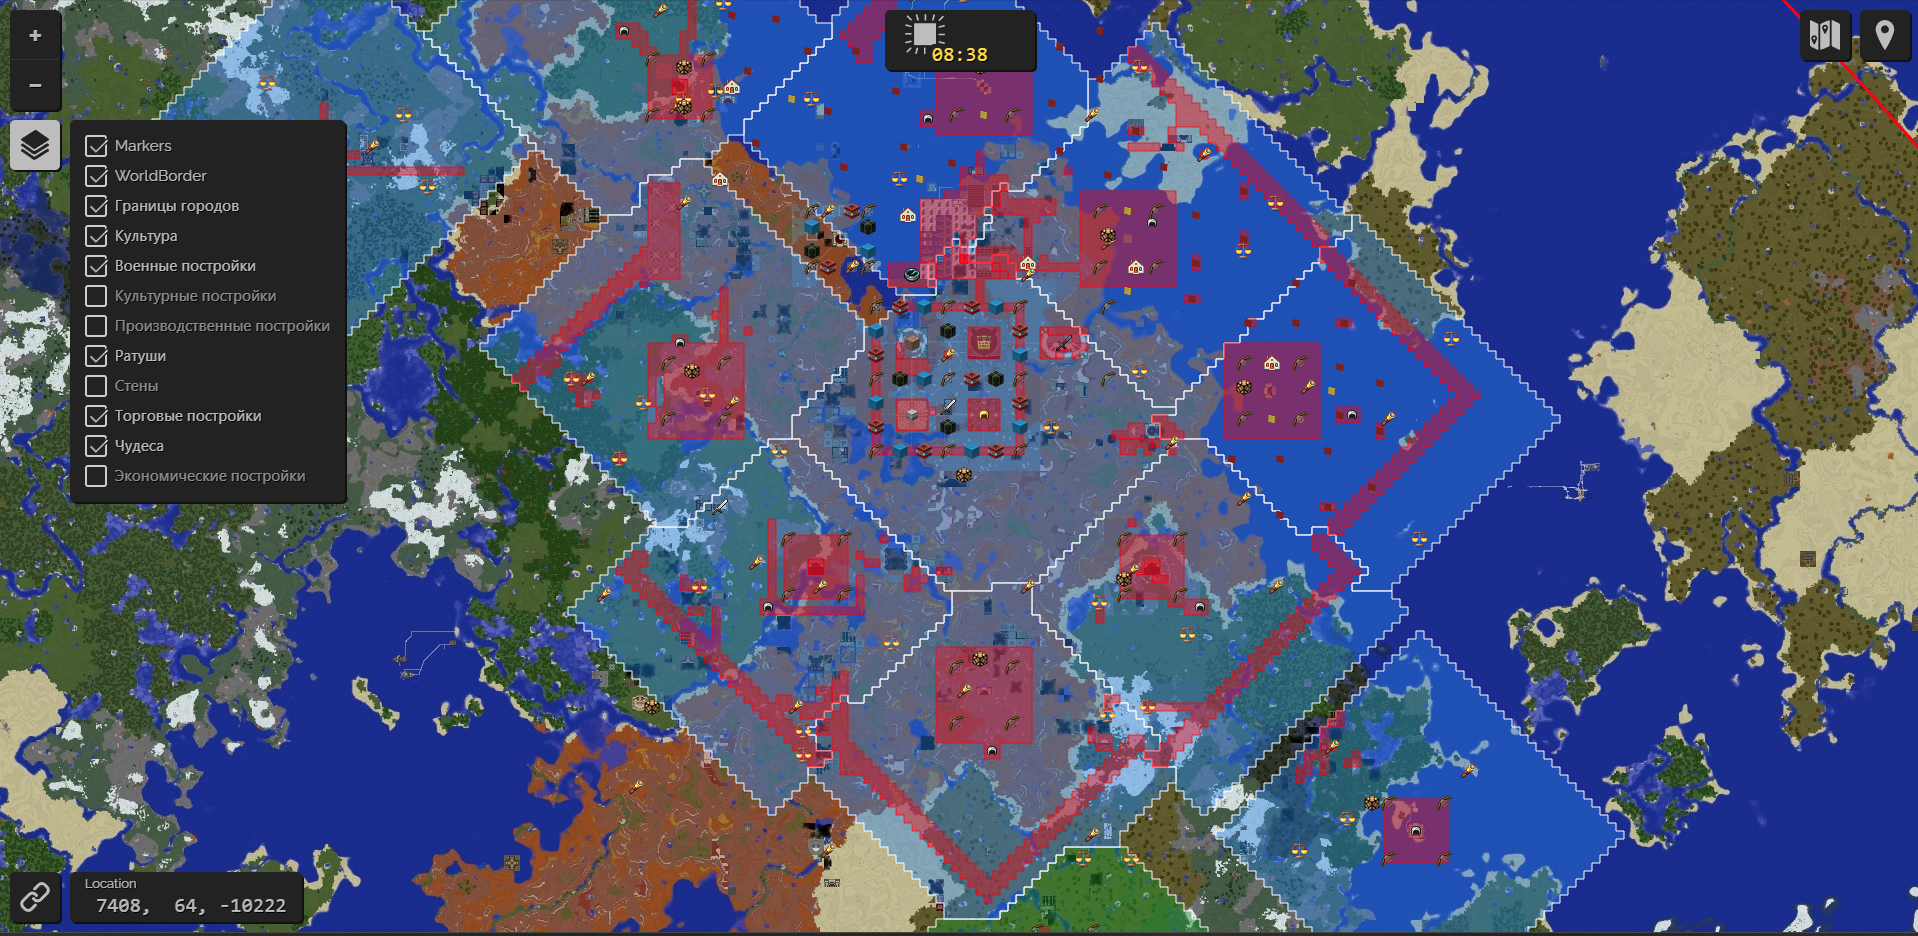 +
08:38
−
Markers
WorldBorder
Границы городов
Культура
Военные постройки
Культурные постройки
Производственные постройки
Ратуши
Стены
Торговые постройки
Чудеса
Экономические постройки
Location
7408, 64, -10222